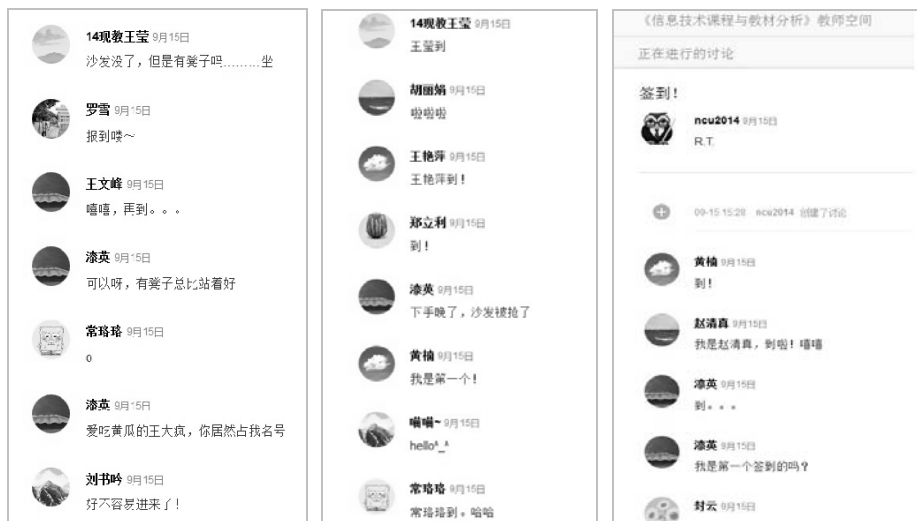 14现教王莹 9月15日
沙发没了，但是有凳子吗………坐
罗雪 9月15日
报到喽～
王文峰 9月15日
嘻嘻，再到。。。
漆英 9月15日
可以呀，有凳子总比站着好
常珞珞 9月15日
o
漆英 9月15日
爱吃黄瓜的王大疯，你居然占我名号
刘书吟 9月15日
好不容易进来了！
14现教王莹 9月15日
王莹到
胡丽娟 9月15日
啦啦啦
王艳萍 9月15日
王艳萍到！
郑立利 9月15日
到！
漆英 9月15日
下手晚了，沙发被抢了
黄楠 9月15日
我是第一个！
喵喵~ 9月15日
hello^_^
常珞珞 9月15日
常珞珞到。哈哈
《信息技术课程与教材分析》教师空间
正在进行的讨论
签到！
ncu2014 9月15日
R.T.
09-15 15:28 ncu2014 创建了讨论
黄楠 9月15日
到！
赵清真 9月15日
我是赵清真，到啦！嘻嘻
漆英 9月15日
到。。。
漆英 9月15日
我是第一个签到的吗？
封云 9月15日